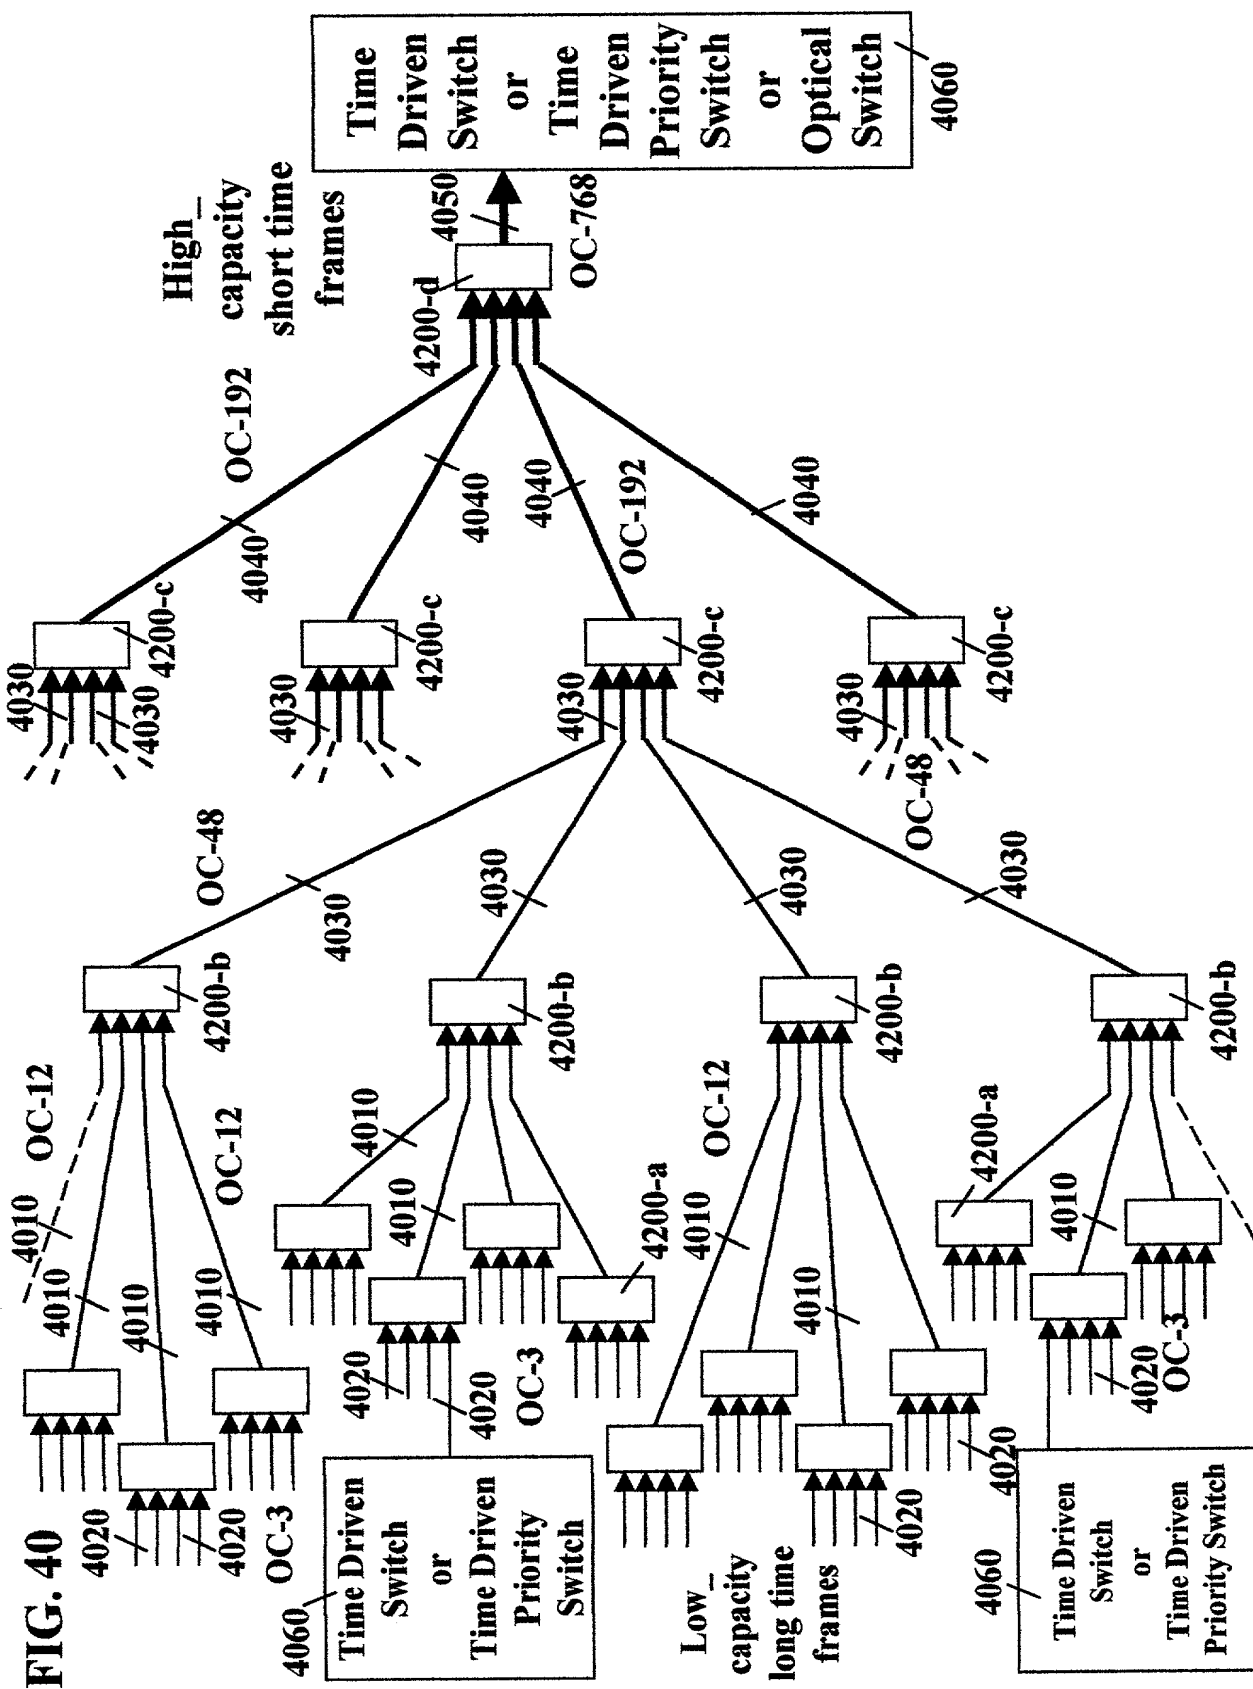 FIG. 40
4020
4020
OC-3
4010
4010
4010
4010
OC-12
OC-12
4200-b
4060
Time Driven
Switch
or
Time Driven
Priority
Switch
4020
4020
OC-3
4010
4010
4200-a
4200-b
Low_
capacity
long time
frames
4020
4020
4010
4010
OC-12
4200-b
4060
Time Driven
Switch
or
Time Driven
Priority Switch
4020
OC-3
4010
4200-a
4200-b
OC-48
4030
4030
4030
4030
4030
4030
4200-c
4030
4200-c
4030
4200-c
4030
OC-48
4200-c
OC-192
4040
4040
4040
OC-192
4040
High_
capacity
short time
frames
4200-d
4050
OC-768
Time
Driven
Switch
or
Time
Driven
Priority
Switch
or
Optical
Switch
4060